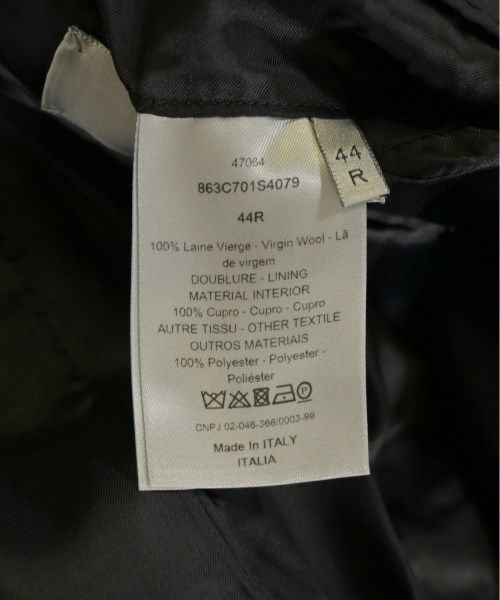 47064
863C701S4079
44R
100% Laine Vierge - Virgin Wool - Lã
de virgem
DOUBLURE - LINING
MATERIAL INTERIOR
100% Cupro - Cupro - Cupro
AUTRE TISSU - OTHER TEXTILE
OUTROS MATERIAIS
100% Polyester - Polyester -
Poliéster
P
CNPJ 02-046-366/0003-99
Made In ITALY
ITALIA
44
R